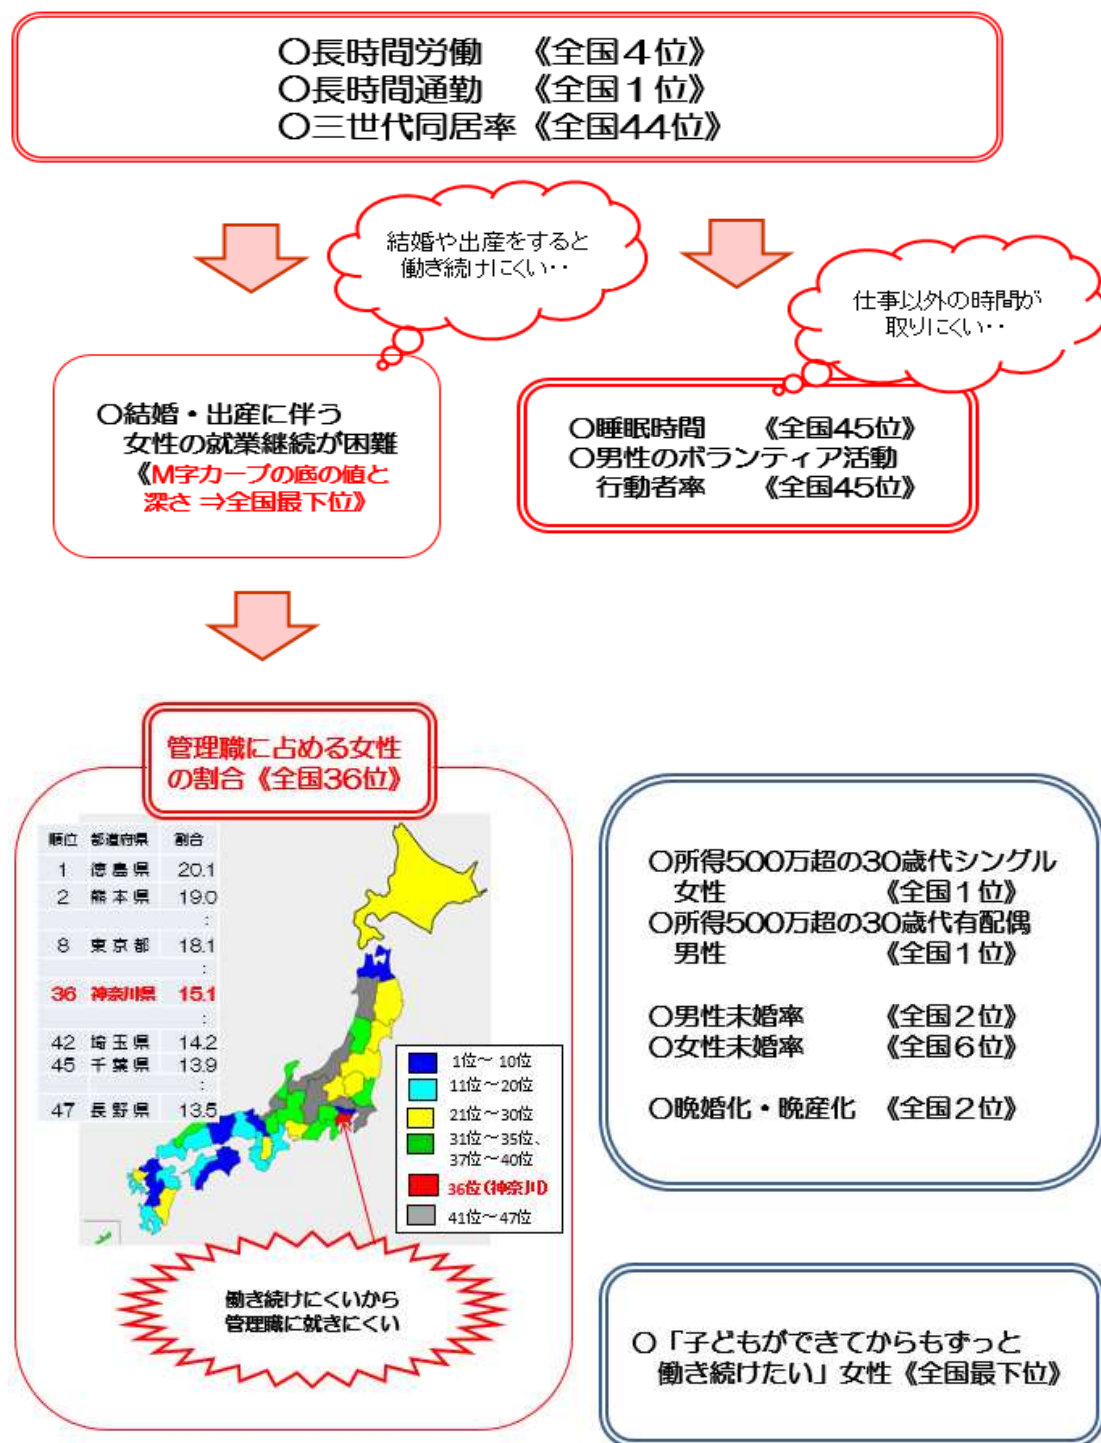 〇長時間労働 《全国4位》
〇長時間通勤 《全国1位》
〇三世代同居率《全国44位》
結婚や出産をすると
働き続けにくい‥
仕事以外の時間が
取りにくい‥
〇結婚・出産に伴う
女性の就業継続が困難
《M字カーブの底の値と
深さ ⇒全国最下位》
〇睡眠時間 《全国45位》
〇男性のボランティア活動
行動者率 《全国45位》
管理職に占める女性
の割合《全国36位》
順位 都道府県 割合
1 徳島県 20.1
2 熊本県 19.0
:
8 東京都 18.1
:
36 神奈川県 15.1
:
42 埼玉県 14.2
45 千葉県 13.9
:
47 長野県 13.5
1位～10位
11位～20位
21位～30位
31位～35位、
37位～40位
36位(神奈川)
41位～47位
働き続けにくいから
管理職に就きにくい
〇所得500万超の30歳代シングル
女性 《全国1位》
〇所得500万超の30歳代有配偶
男性 《全国1位》
〇男性未婚率 《全国2位》
〇女性未婚率 《全国6位》
〇晩婚化・晩産化 《全国2位》
〇「子どもができてからもずっと
働き続けたい」女性《全国最下位》